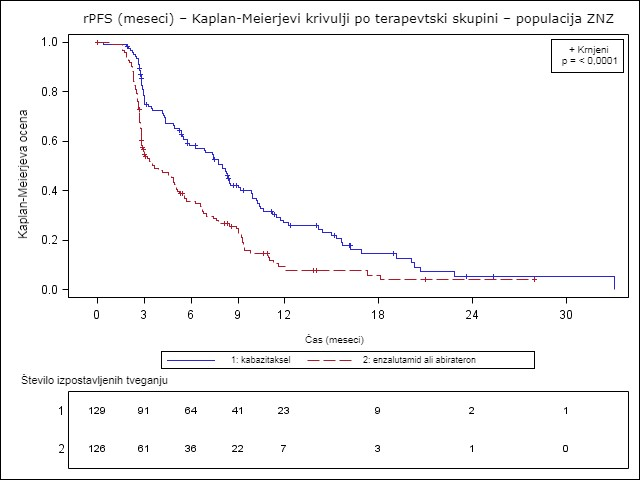 rPFS (meseci) – Kaplan-Meierjevi krivulji po terapevtski skupini – populacija ZNZ
+ Krnjeni
p = < 0,0001
Kaplan-Meierjeva ocena
1.0
0.8
0.6
0.4
0.2
0.0
0 3 6 9 12 18 24 30
Čas (meseci)
1: kabazitaksel 2: enzalutamid ali abirateron
Število izpostavljenih tveganju
1 129 91 64 41 23 9 2 1
2 126 61 36 22 7 3 1 0